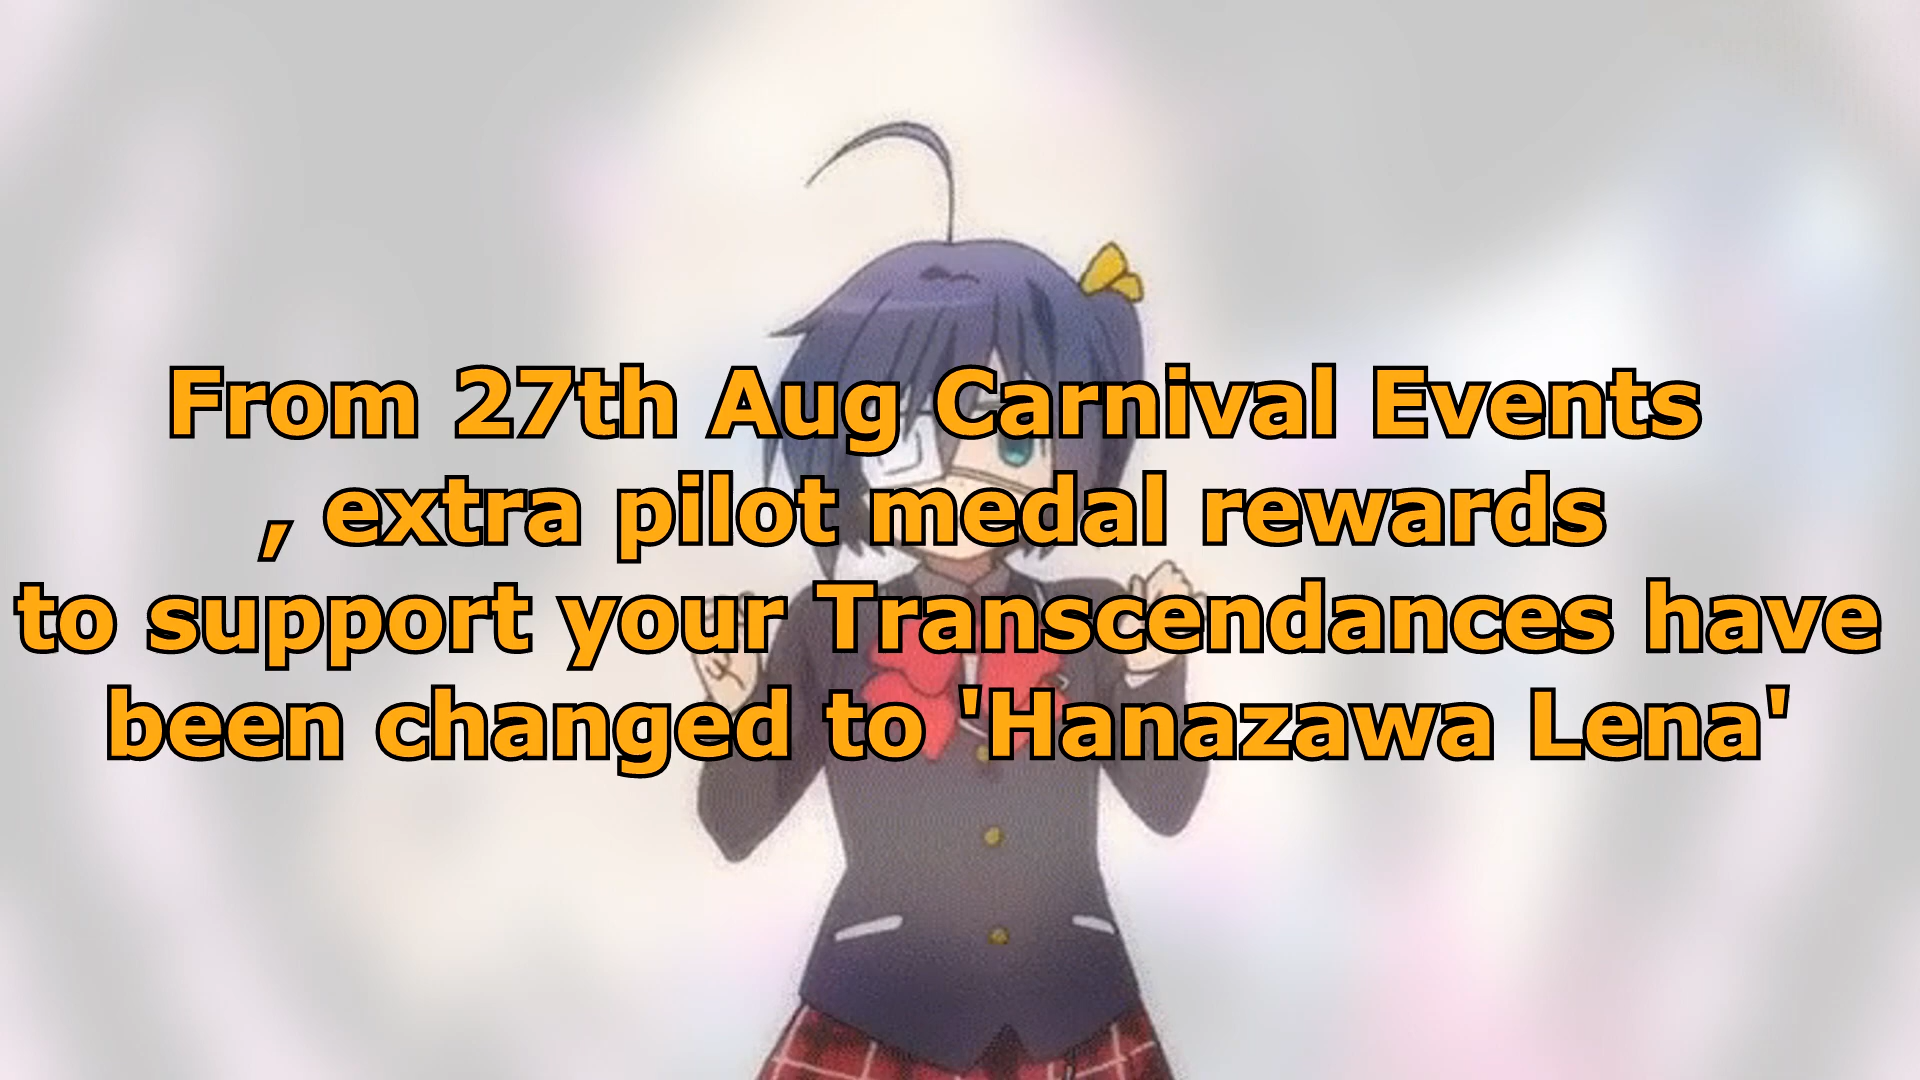 From 27th Aug Carnival Events
, extra pilot medal rewards
to support your Transcendances have
been changed to 'Hanazawa Lena'